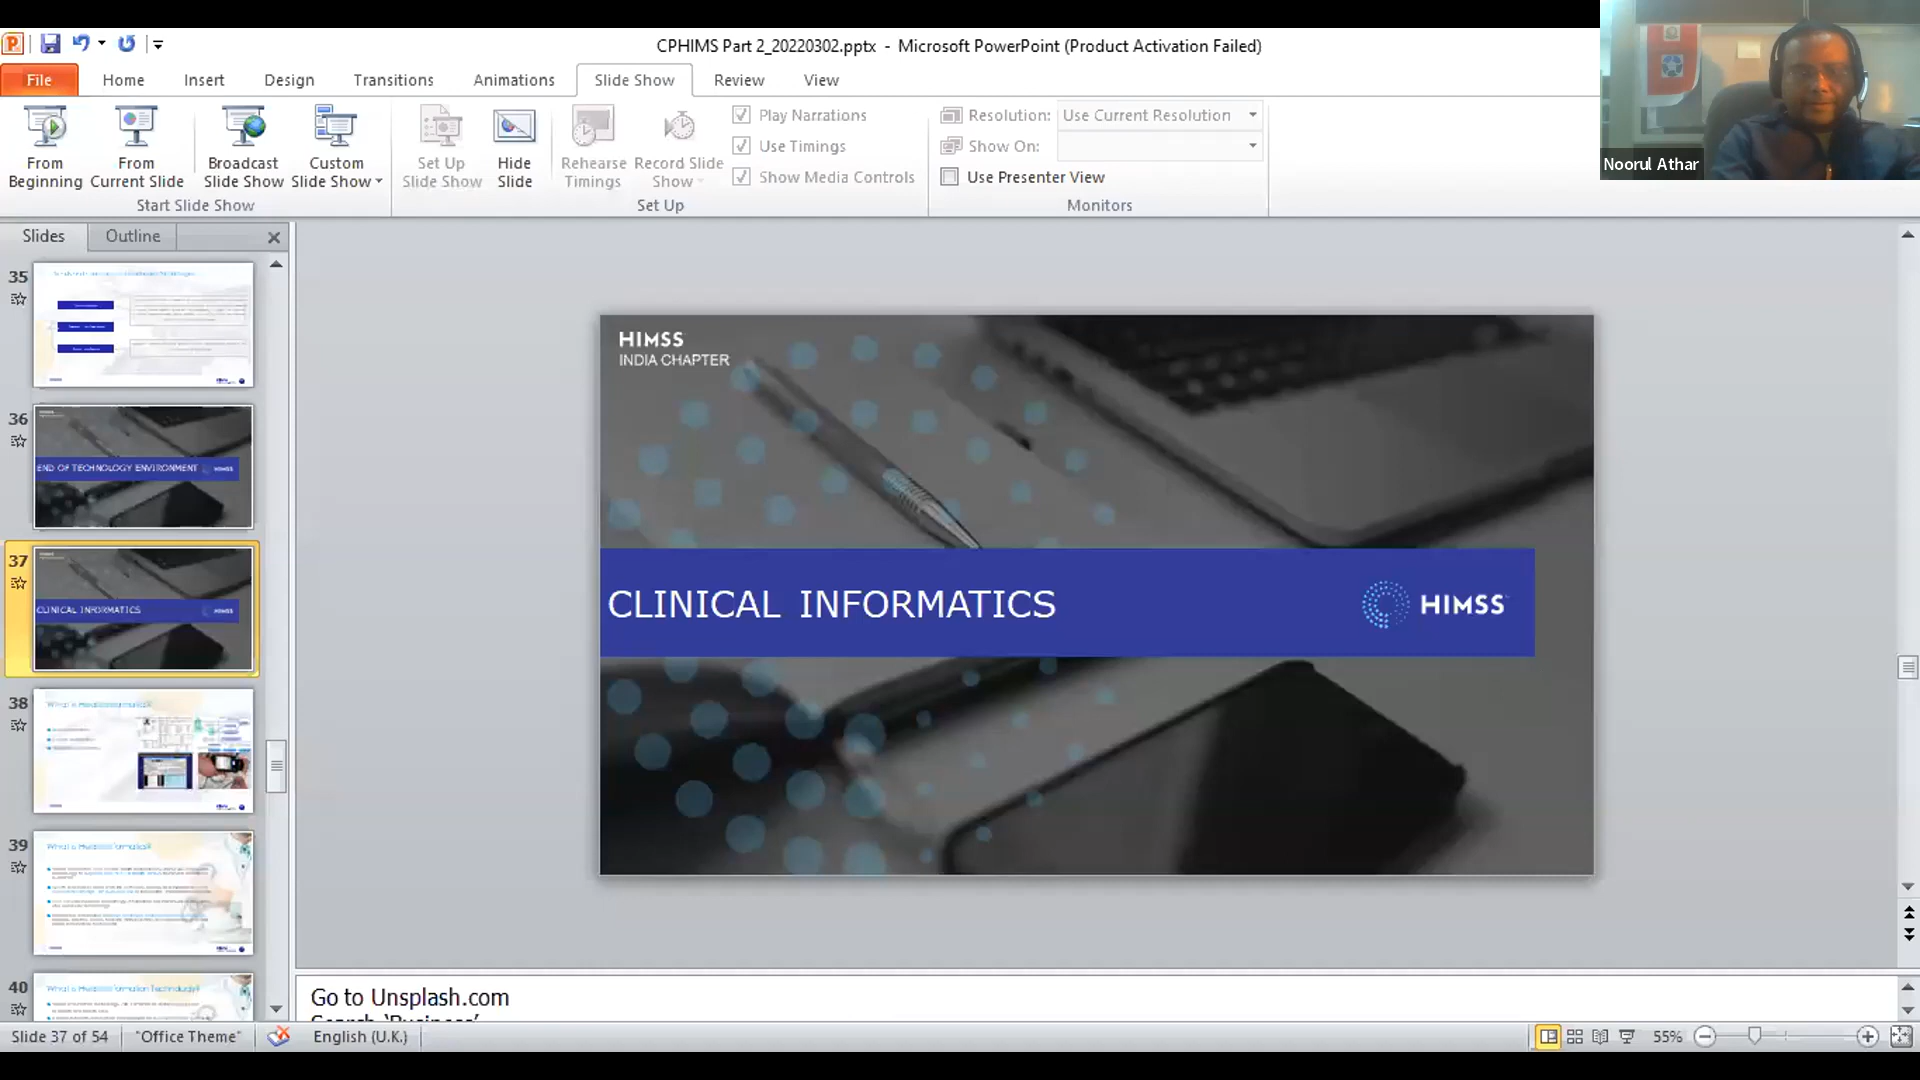 CPHIMS Part 2_20220302.pptx - Microsoft PowerPoint (Product Activation Failed)
File Home Insert Design Transitions Animations Slide Show Review View
From Beginning
From Current Slide
Broadcast Slide Show
Custom Slide Show
Start Slide Show
Set Up Slide Show
Hide Slide
Rehearse Timings
Record Slide Show
Play Narrations
Use Timings
Show Media Controls
Set Up
Resolution: Use Current Resolution
Show On:
Use Presenter View
Monitors
Noorul Athar
Slides Outline
35
36
END OF TECHNOLOGY ENVIRONMENT HIMSS
37
CLINICAL INFORMATICS HIMSS
38
39
40
HIMSS
INDIA CHAPTER
CLINICAL INFORMATICS
HIMSS
Go to Unsplash.com
Search 'Business'
Slide 37 of 54 "Office Theme" English (U.K.) 55%